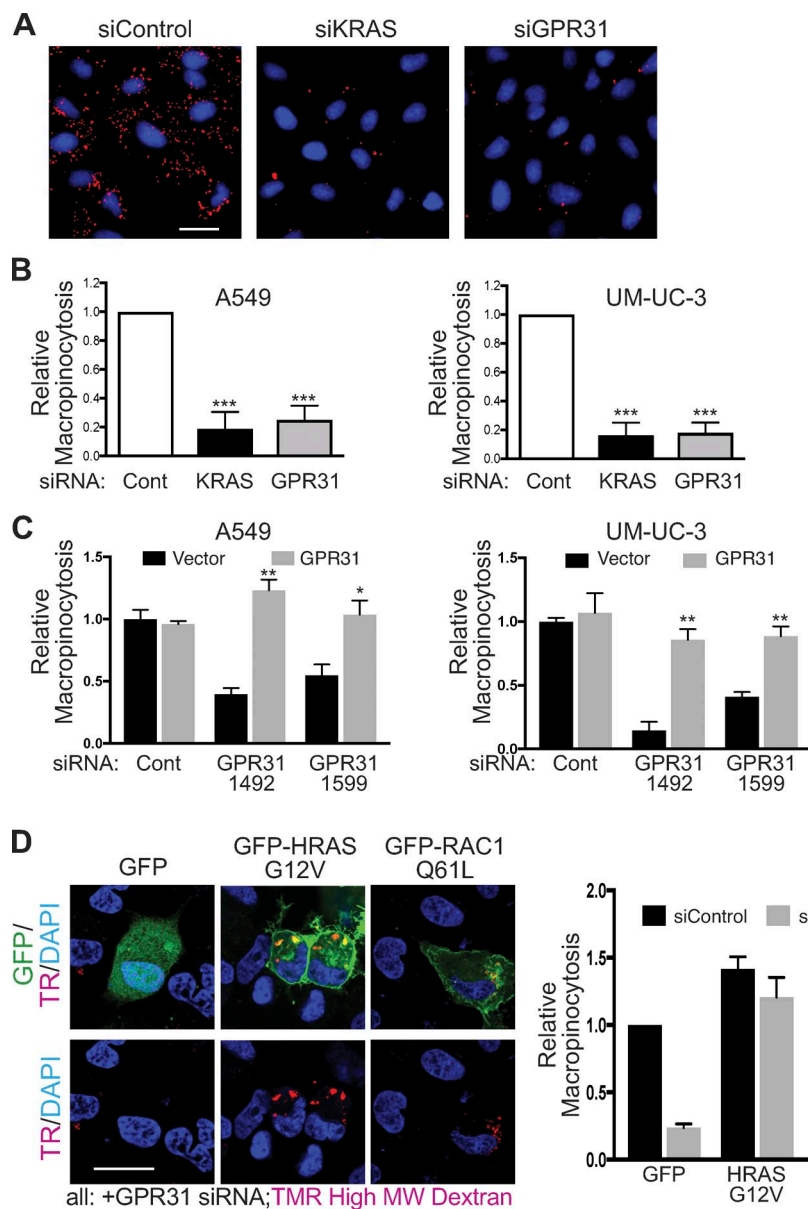 A
siControl siKRAS siGPR31
B
A549
Relative
Macropinocytosis
1.2
1.0
0.8
0.6
0.4
0.2
0.0
*** ***
siRNA: Cont KRAS GPR31
UM-UC-3
Relative
Macropinocytosis
1.2
1.0
0.8
0.6
0.4
0.2
0.0
*** ***
siRNA: Cont KRAS GPR31
C
A549
Relative
Macropinocytosis
1.5
1.0
0.5
0.0
Vector GPR31
** *
siRNA: Cont GPR31 GPR31
1492 1599
UM-UC-3
Relative
Macropinocytosis
1.5
1.0
0.5
0.0
Vector GPR31
** **
siRNA: Cont GPR31 GPR31
1492 1599
D
GFP GFP-HRAS GFP-RAC1
G12V Q61L
GFP/
TR/DAPI
TR/DAPI
all: +GPR31 siRNA;TMR High MW Dextran
Relative
Macropinocytosis
2.0
1.5
1.0
0.5
0.0
siControl s
GFP HRAS
G12V